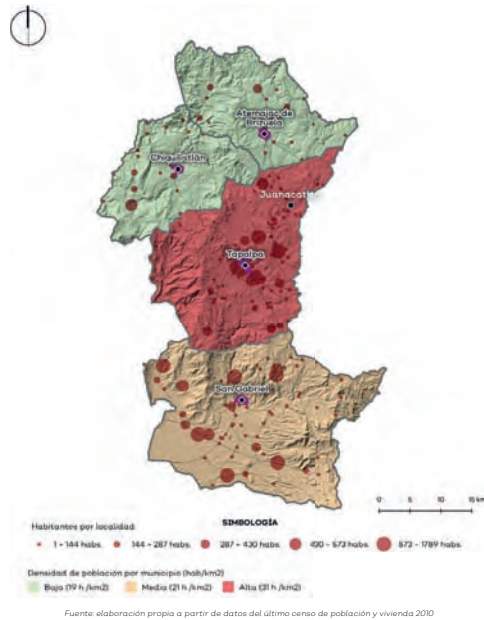 Atemajac de
Brizuela
Chiquilistlán
Juanacatlán
Tapalpa
San Gabriel
0 5 10 15 km
SIMBOLOGÍA
Habitantes por localidad
1 - 144 habs. 144 - 287 habs. 287 - 430 habs. 430 - 573 habs. 573 - 1789 habs.
Densidad de población por municipio (hab/km2)
Baja (19 h /km2) Media (21 h /km2) Alta (31 h /km2)
Fuente: elaboración propia a partir de datos del último censo de población y vivienda 2010